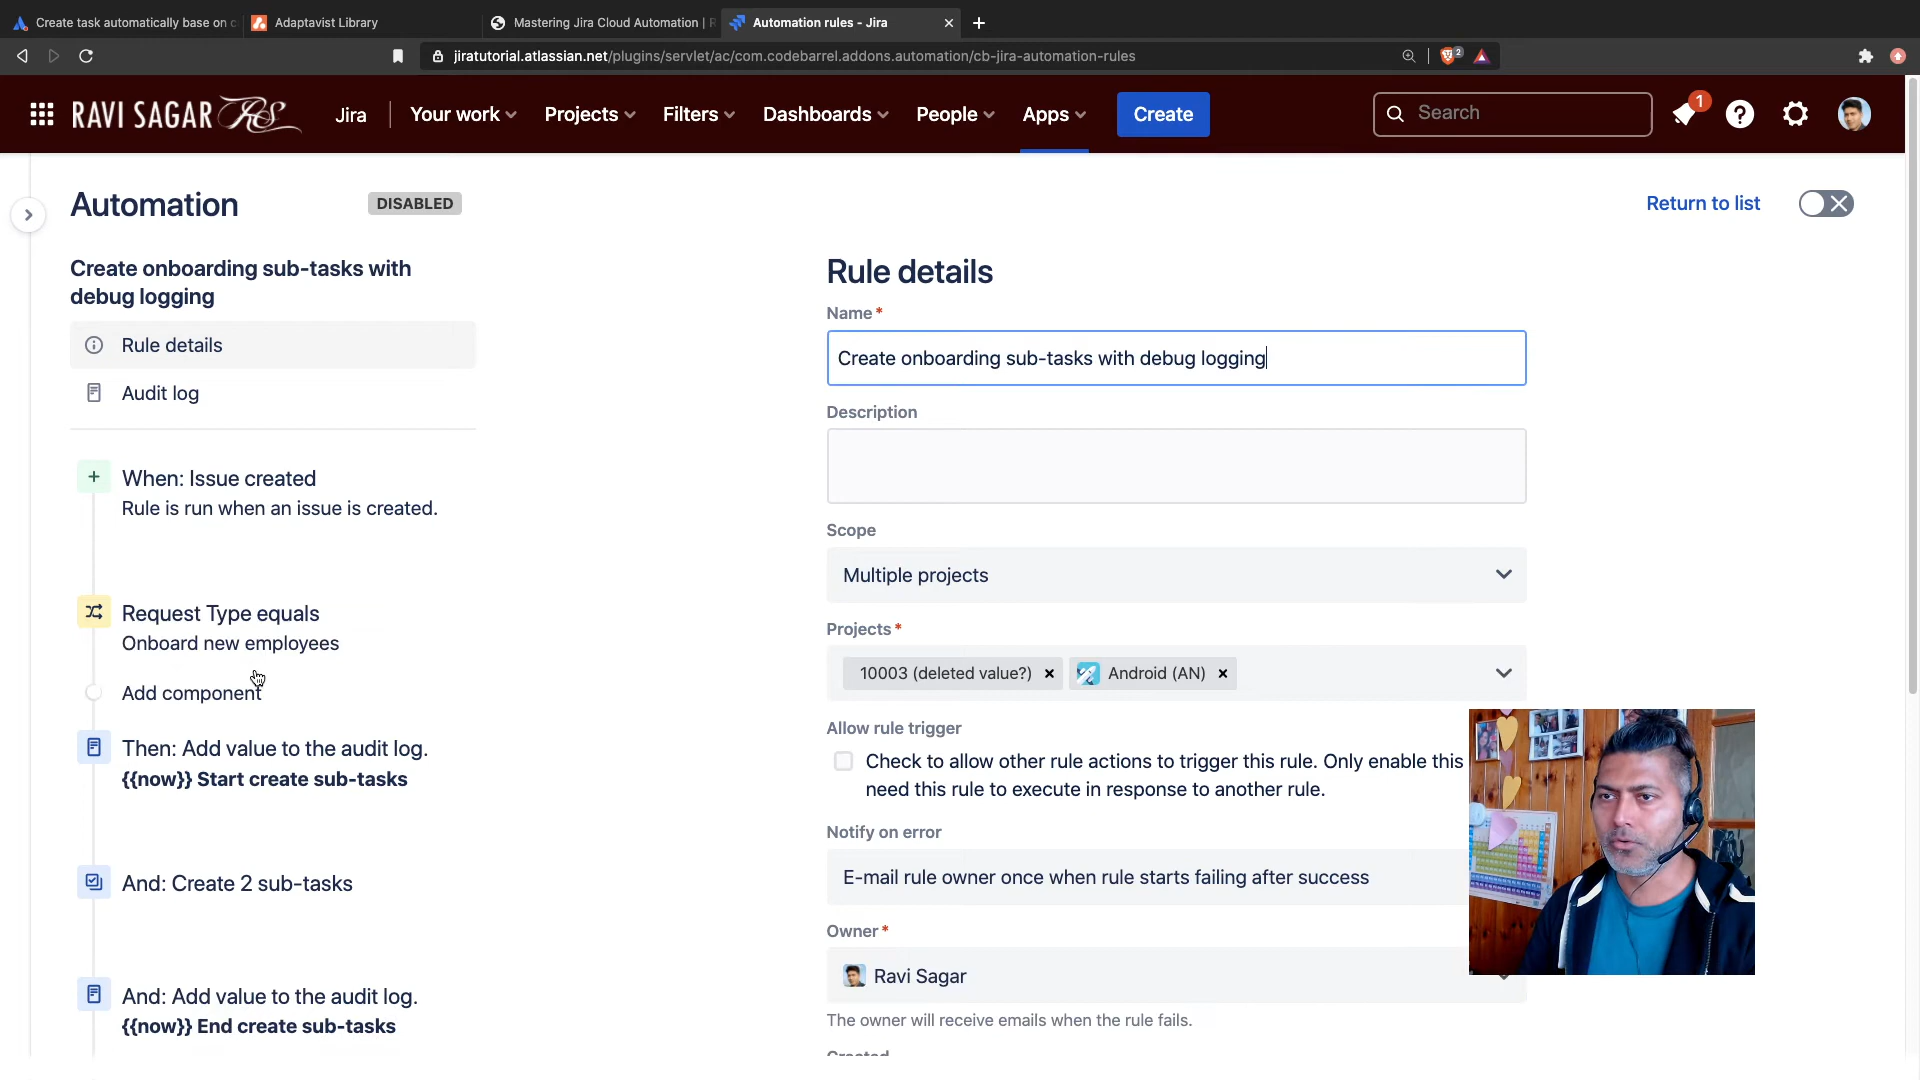 Create task automatically base on c
Adaptavist Library
Mastering Jira Cloud Automation | R
Automation rules - Jira
jiratutorial.atlassian.net/plugins/servlet/ac/com.codebarrel.addons.automation/cb-jira-automation-rules
2
RAVI SAGAR RS
Jira
Your work
Projects
Filters
Dashboards
People
Apps
Create
Search
1
Automation
DISABLED
Return to list
Create onboarding sub-tasks with
debug logging
Rule details
Audit log
When: Issue created
Rule is run when an issue is created.
Request Type equals
Onboard new employees
Add component
Then: Add value to the audit log.
{{now}} Start create sub-tasks
And: Create 2 sub-tasks
And: Add value to the audit log.
{{now}} End create sub-tasks
Rule details
Name*
Create onboarding sub-tasks with debug logging
Description
Scope
Multiple projects
Projects*
10003 (deleted value?)
Android (AN)
Allow rule trigger
Check to allow other rule actions to trigger this rule. Only enable this
need this rule to execute in response to another rule.
Notify on error
E-mail rule owner once when rule starts failing after success
Owner*
Ravi Sagar
The owner will receive emails when the rule fails.
Created